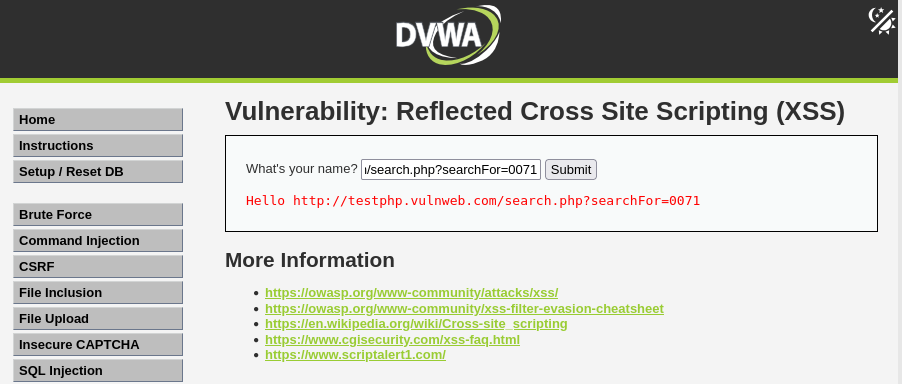 DVWA
Home
Instructions
Setup / Reset DB
Brute Force
Command Injection
CSRF
File Inclusion
File Upload
Insecure CAPTCHA
SQL Injection
Vulnerability: Reflected Cross Site Scripting (XSS)
What's your name? /search.php?searchFor=0071 Submit
Hello http://testphp.vulnweb.com/search.php?searchFor=0071
More Information
https://owasp.org/www-community/attacks/xss/
https://owasp.org/www-community/xss-filter-evasion-cheatsheet
https://en.wikipedia.org/wiki/Cross-site_scripting
https://www.cgisecurity.com/xss-faq.html
https://www.scriptalert1.com/